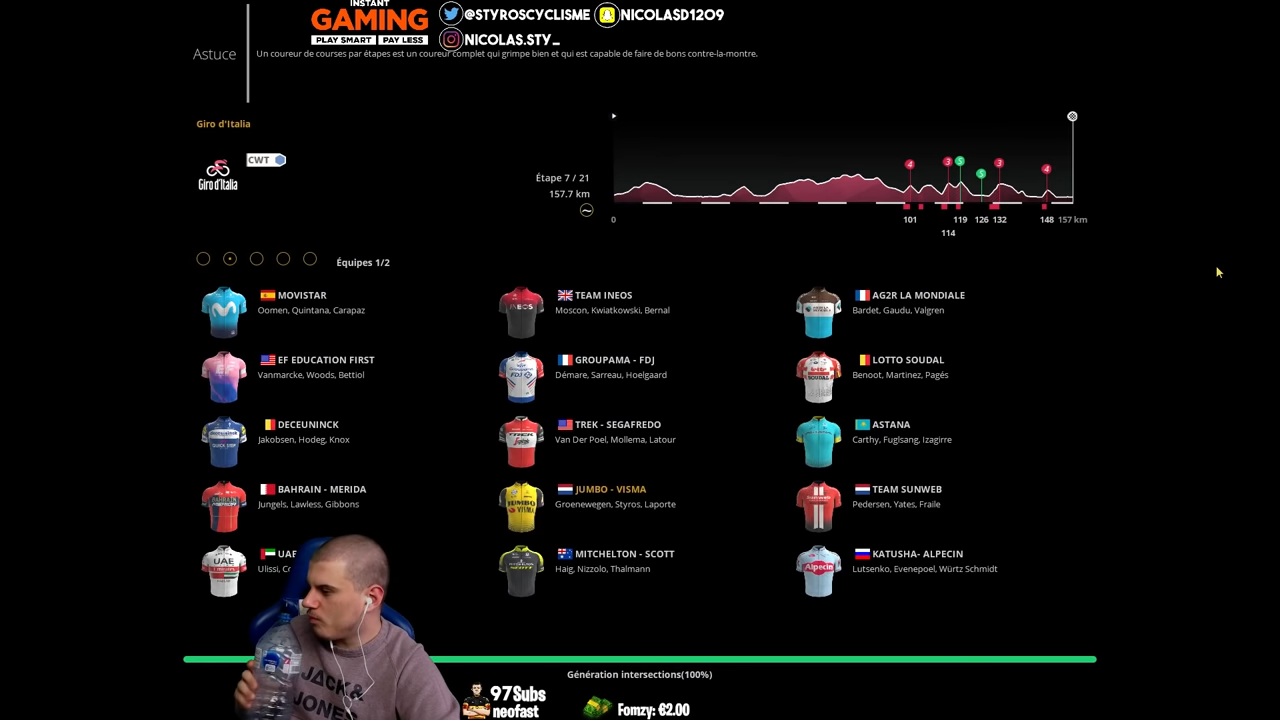 INSTANT
GAMING
PLAY SMART PAY LESS
@STYROSCYCLISME
NICOLASD1209
NICOLAS.STY_
Astuce
Un coureur de courses par étapes est un coureur complet qui grimpe bien et qui est capable de faire de bons contre-la-montre.
Giro d'Italia
CWT
Giro d'Italia
Étape 7 / 21
157.7 km
4 3 S S 3 4
0 101 119 126 132 148 157 km
114
Équipes 1/2
MOVISTAR
Oomen, Quintana, Carapaz
TEAM INEOS
Moscon, Kwiatkowski, Bernal
AG2R LA MONDIALE
Bardet, Gaudu, Valgren
EF EDUCATION FIRST
Vanmarcke, Woods, Bettiol
GROUPAMA - FDJ
Démare, Sarreau, Hoelgaard
LOTTO SOUDAL
Benoot, Martinez, Pagés
DECEUNINCK
Jakobsen, Hodeg, Knox
TREK - SEGAFREDO
Van Der Poel, Mollema, Latour
ASTANA
Carthy, Fuglsang, Izagirre
BAHRAIN - MERIDA
Jungels, Lawless, Gibbons
JUMBO - VISMA
Groenewegen, Styros, Laporte
TEAM SUNWEB
Pedersen, Yates, Fraile
UAE
Ulissi,
MITCHELTON - SCOTT
Haig, Nizzolo, Thalmann
KATUSHA- ALPECIN
Lutsenko, Evenepoel, Würtz Schmidt
Génération intersections(100%)
JACK &
JONES
97Subs
neofast
Fomzy: €2.00